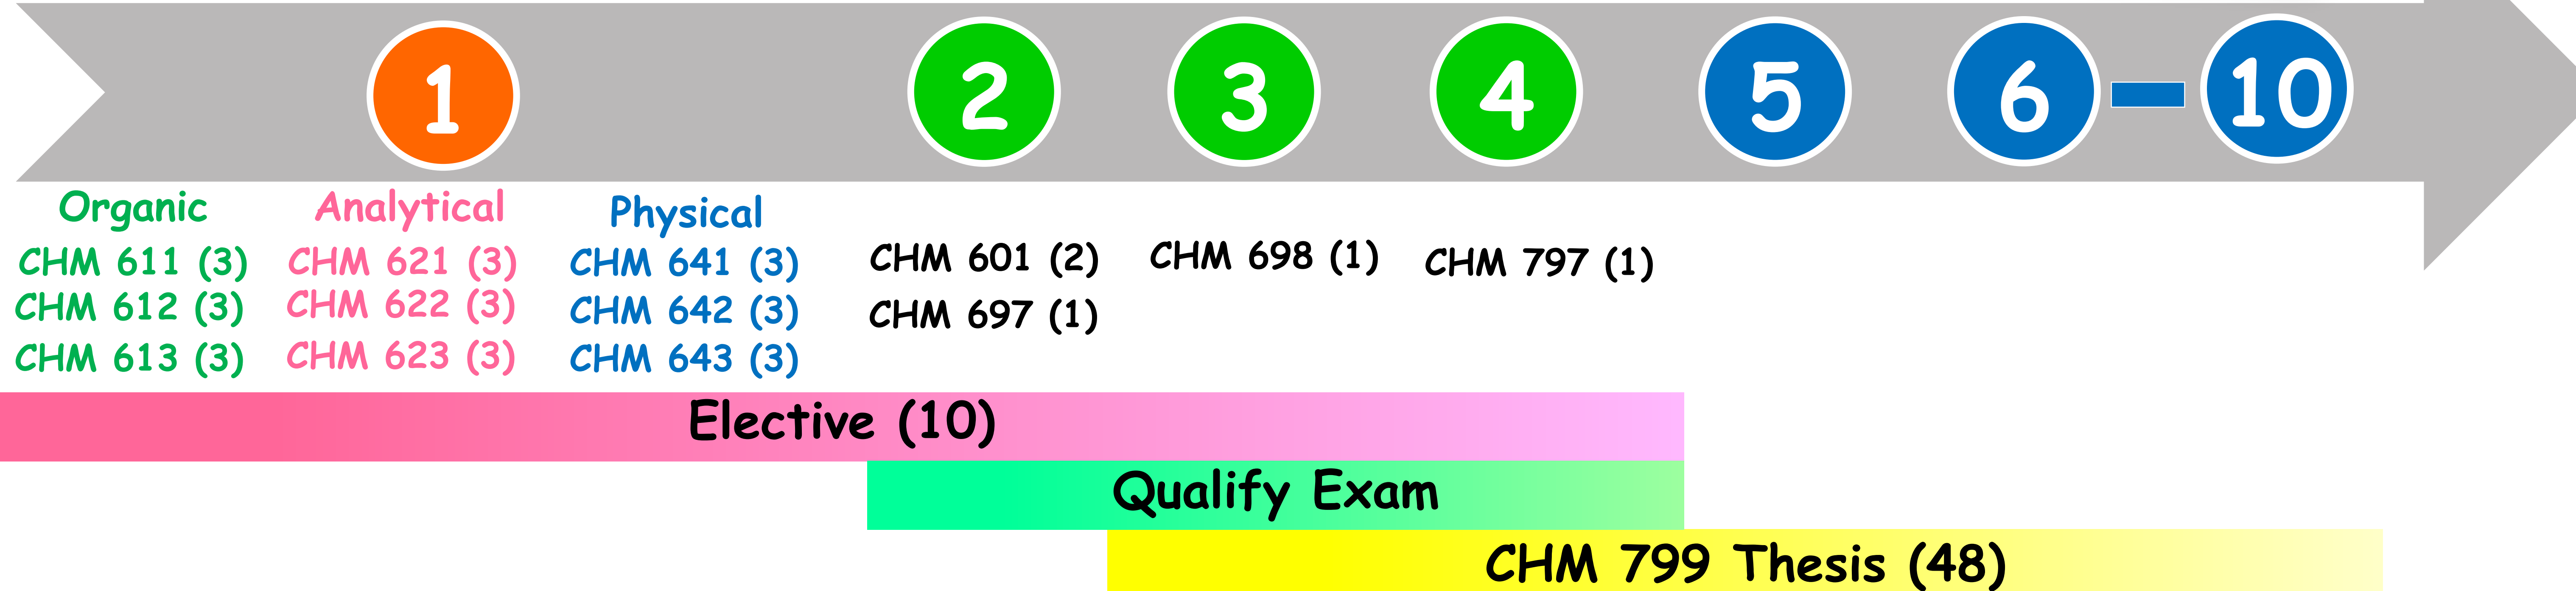 1 2 3 4 5 6 - 10
Organic
CHM 611 (3)
CHM 612 (3)
CHM 613 (3)
Analytical
CHM 621 (3)
CHM 622 (3)
CHM 623 (3)
Physical
CHM 641 (3)
CHM 642 (3)
CHM 643 (3)
CHM 601 (2)
CHM 697 (1)
CHM 698 (1)
CHM 797 (1)
Elective (10)
Qualify Exam
CHM 799 Thesis (48)